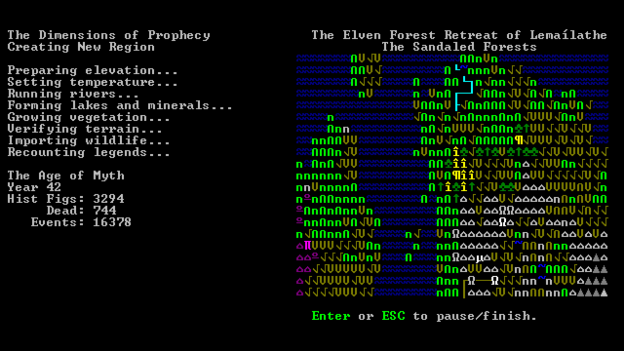 The Dimensions of Prophecy
Creating New Region
Preparing elevation...
Setting temperature...
Running rivers...
Forming lakes and minerals...
Growing vegetation...
Verifying terrain...
Importing wildlife...
Recounting legends...
The Age of Myth
Year 42
Hist Figs: 3294
Dead: 744
Events: 16378
The Elven Forest Retreat of Lemaílathe
The Sandaled Forests
Enter or ESC to pause/finish.